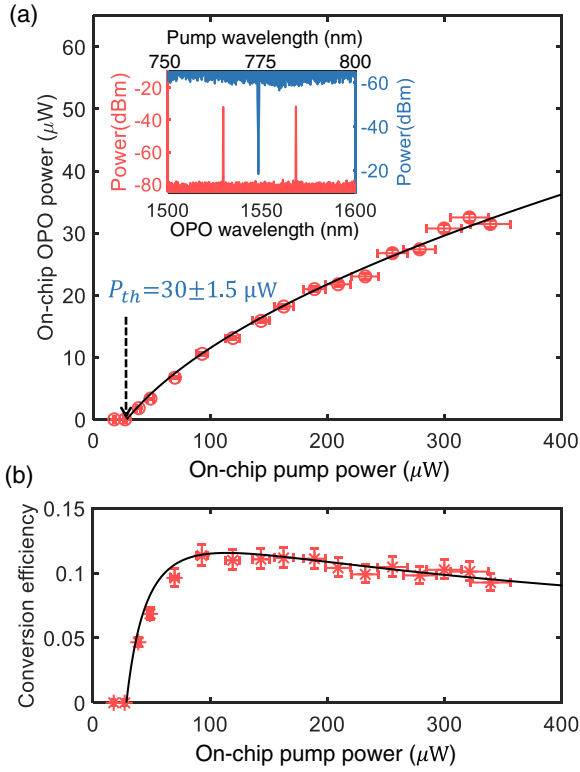 (a)
Pump wavelength (nm)
750 775 800
60
50
40
30
20
10
0
On-chip OPO power (μW)
-20
-40
-60
-80
Power(dBm)
-60
-40
-20
Power(dBm)
1500 1550 1600
OPO wavelength (nm)
Pth=30±1.5 μW
0 100 200 300 400
On-chip pump power (μW)
(b)
0.15
0.1
0.05
0
Conversion efficiency
0 100 200 300 400
On-chip pump power (μW)